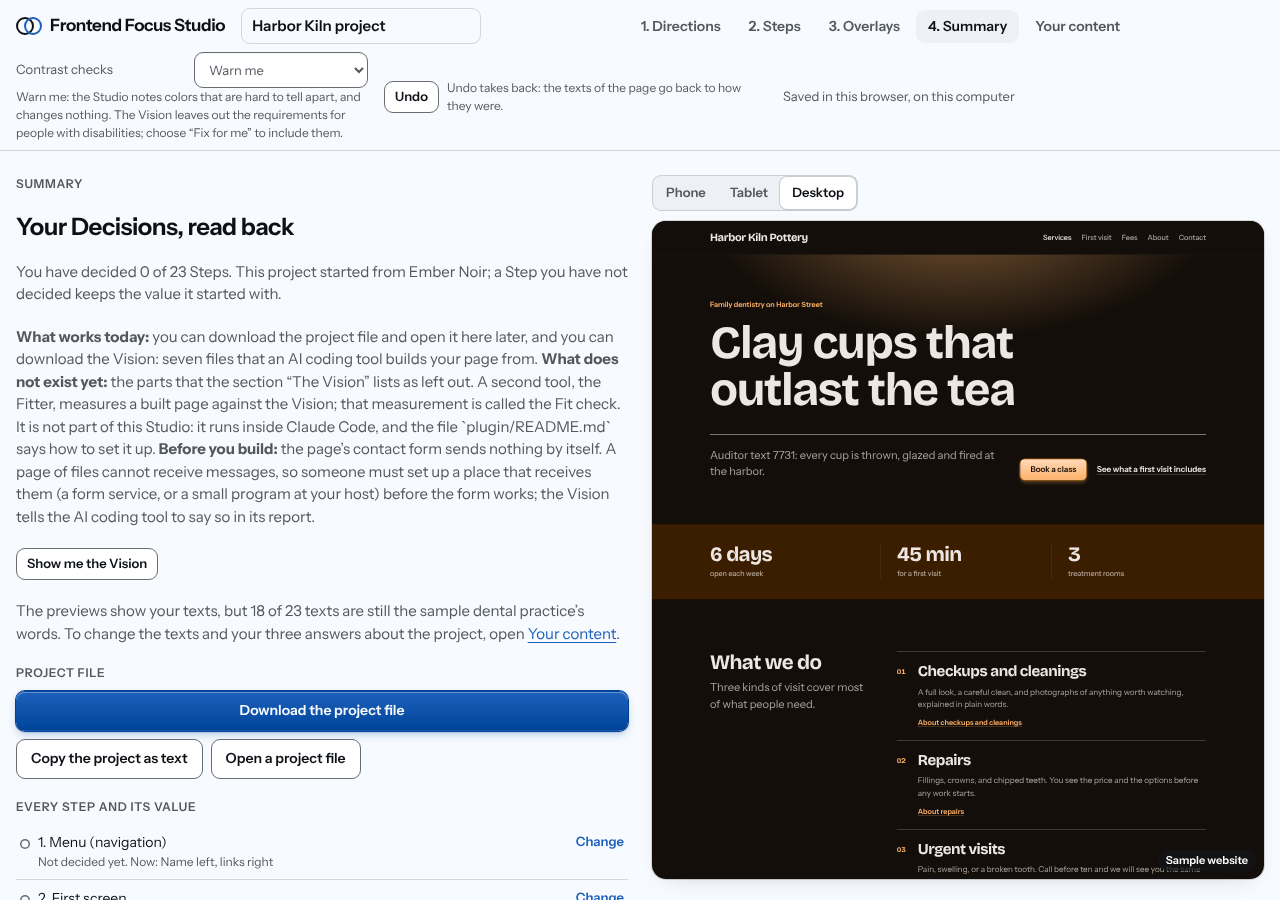 Frontend Focus Studio
Harbor Kiln project
1. Directions
2. Steps
3. Overlays
4. Summary
Your content
Contrast checks
Warn me
Warn me: the Studio notes colors that are hard to tell apart, and
changes nothing. The Vision leaves out the requirements for
people with disabilities; choose “Fix for me” to include them.
Undo
Undo takes back: the texts of the page go back to how
they were.
Saved in this browser, on this computer
SUMMARY
Your Decisions, read back
You have decided 0 of 23 Steps. This project started from Ember Noir; a Step you have not
decided keeps the value it started with.
What works today: you can download the project file and open it here later, and you can
download the Vision: seven files that an AI coding tool builds your page from. What does
not exist yet: the parts that the section “The Vision” lists as left out. A second tool, the
Fitter, measures a built page against the Vision; that measurement is called the Fit check.
It is not part of this Studio: it runs inside Claude Code, and the file `plugin/README.md`
says how to set it up. Before you build: the page’s contact form sends nothing by itself. A
page of files cannot receive messages, so someone must set up a place that receives
them (a form service, or a small program at your host) before the form works; the Vision
tells the AI coding tool to say so in its report.
Show me the Vision
The previews show your texts, but 18 of 23 texts are still the sample dental practice’s
words. To change the texts and your three answers about the project, open Your content.
PROJECT FILE
Download the project file
Copy the project as text
Open a project file
EVERY STEP AND ITS VALUE
1. Menu (navigation)
Change
Not decided yet. Now: Name left, links right
2. First screen
Change
Phone
Tablet
Desktop
Harbor Kiln Pottery
Services
First visit
Fees
About
Contact
Family dentistry on Harbor Street
Clay cups that
outlast the tea
Auditor text 7731: every cup is thrown, glazed and fired at
the harbor.
Book a class
See what a first visit includes
6 days
open each week
45 min
for a first visit
3
treatment rooms
What we do
Three kinds of visit cover most
of what people need.
01
Checkups and cleanings
A full look, a careful clean, and photographs of anything worth watching,
explained in plain words.
About checkups and cleanings
02
Repairs
Fillings, crowns, and chipped teeth. You see the price and the options before
any work starts.
About repairs
03
Urgent visits
Pain, swelling, or a broken tooth. Call before ten and we will see you the same
Sample website